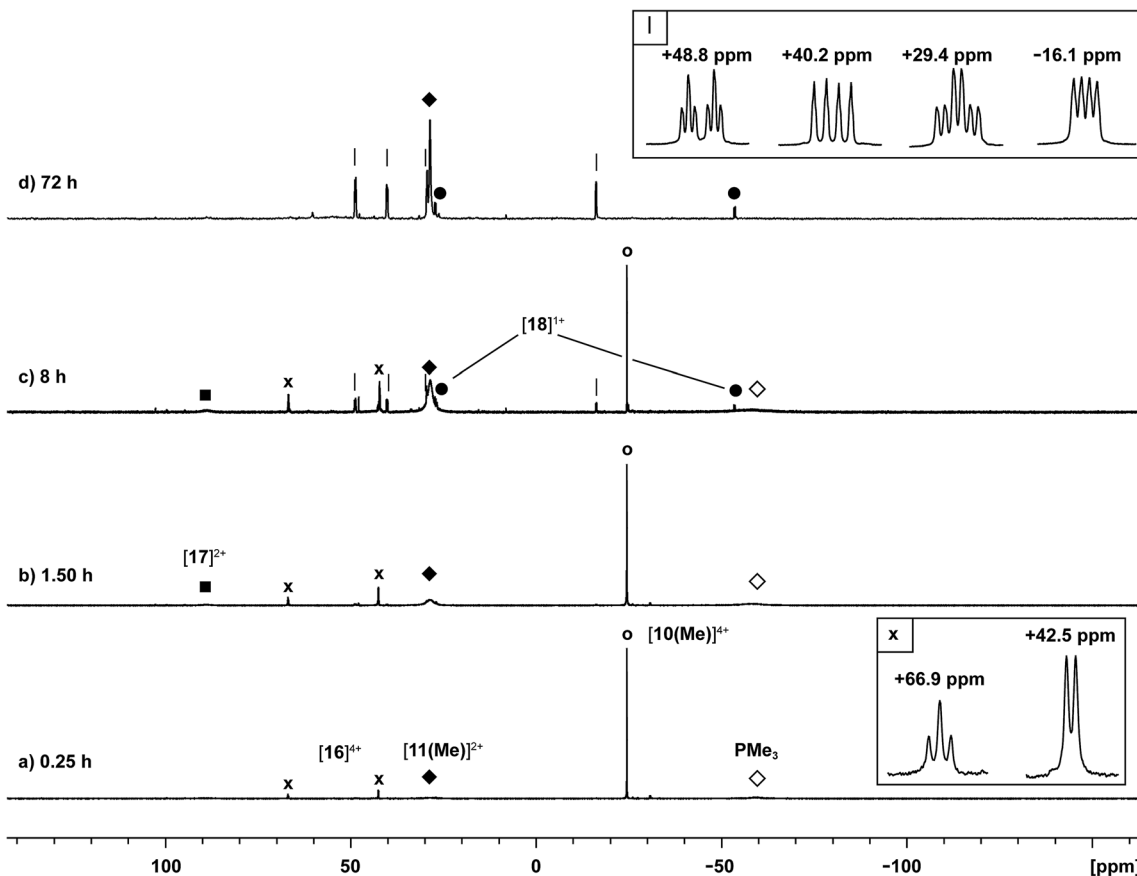 |
+48.8 ppm +40.2 ppm +29.4 ppm −16.1 ppm
d) 72 h
| | | |
o
[18]1+
c) 8 h
x x
| | | |
o
[17]2+
b) 1.50 h
x x
o [10(Me)]4+
x
+42.5 ppm
+66.9 ppm
a) 0.25 h
[16]4+ [11(Me)]2+ PMe3
x x
100 50 0 −50 −100 [ppm]